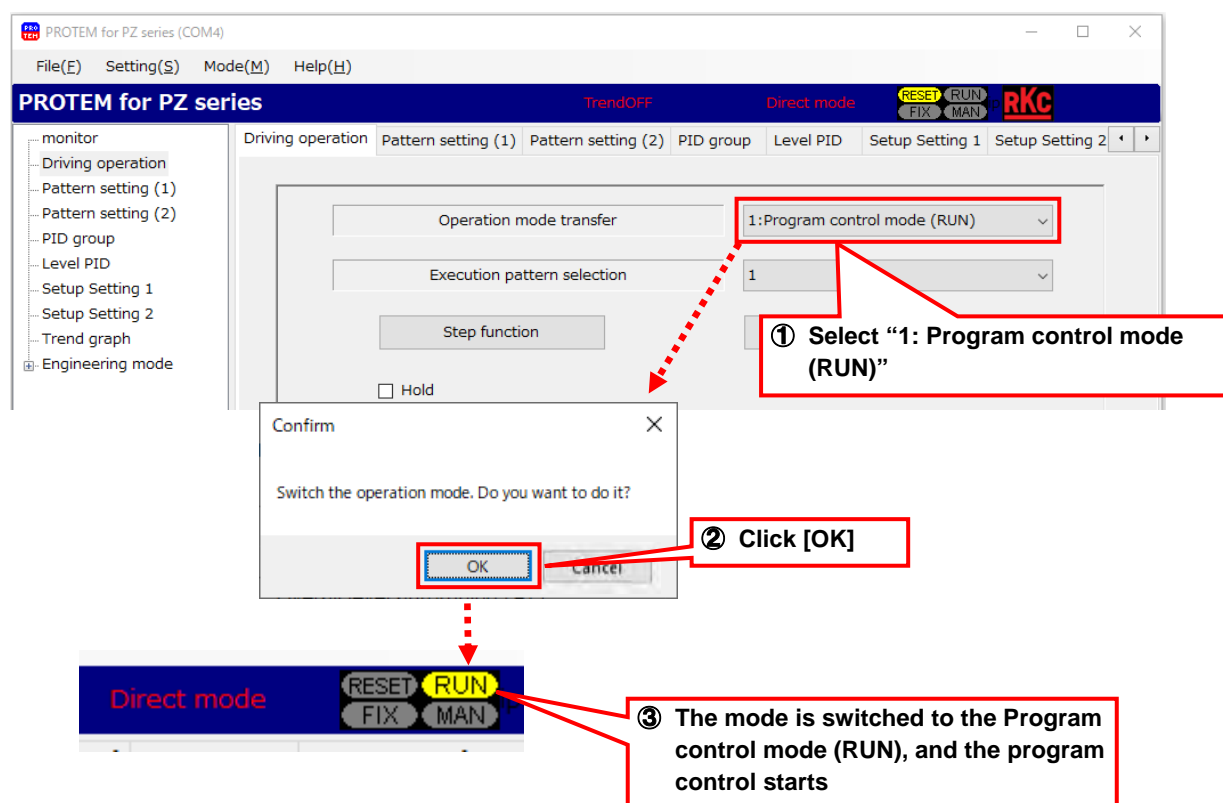 PROTEM for PZ series (COM4)
File(F) Setting(S) Mode(M) Help(H)
PROTEM for PZ series TrendOFF Direct mode RESET RUN RKC
FIX MAN
monitor
Driving operation
Pattern setting (1)
Pattern setting (2)
PID group
Level PID
Setup Setting 1
Setup Setting 2
Trend graph
Engineering mode
Driving operation Pattern setting (1) Pattern setting (2) PID group Level PID Setup Setting 1 Setup Setting 2
Operation mode transfer 1:Program control mode (RUN)
Execution pattern selection 1
Step function
Hold
① Select “1: Program control mode
(RUN)”
Confirm
Switch the operation mode. Do you want to do it?
OK Cancel
② Click [OK]
Direct mode RESET RUN
FIX MAN
③ The mode is switched to the Program
control mode (RUN), and the program
control starts